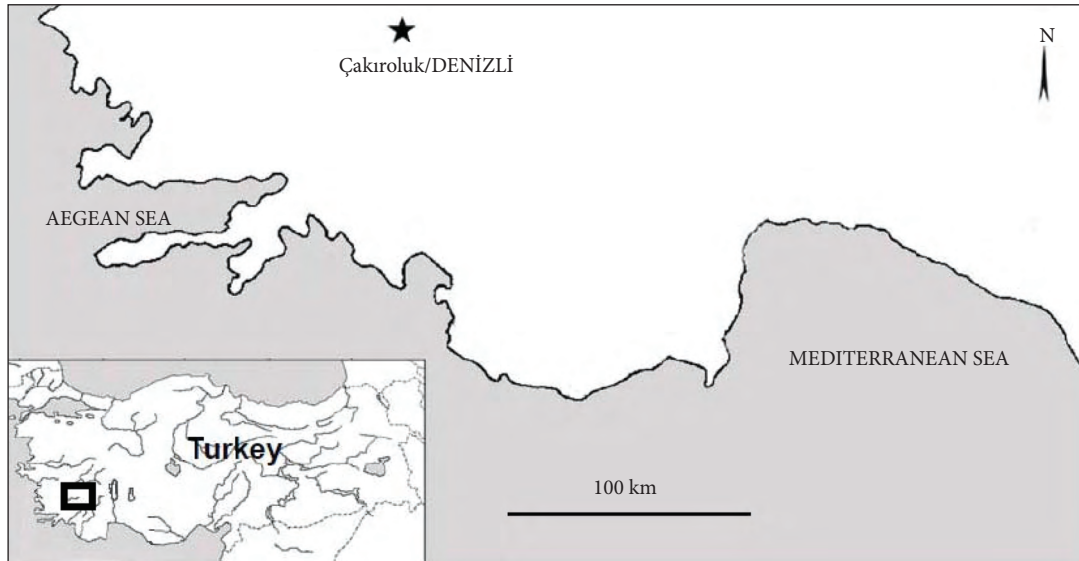 N
Çakıroluk/DENİZLİ
AEGEAN SEA
MEDITERRANEAN SEA
Turkey
100 km